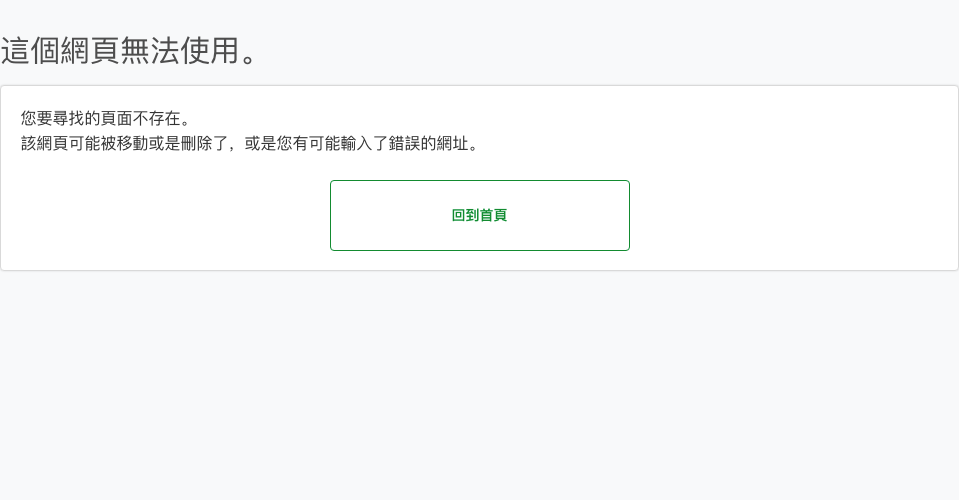 這個網頁無法使用。
您要尋找的頁面不存在。
該網頁可能被移動或是刪除了，或是您有可能輸入了錯誤的網址。
回到首頁